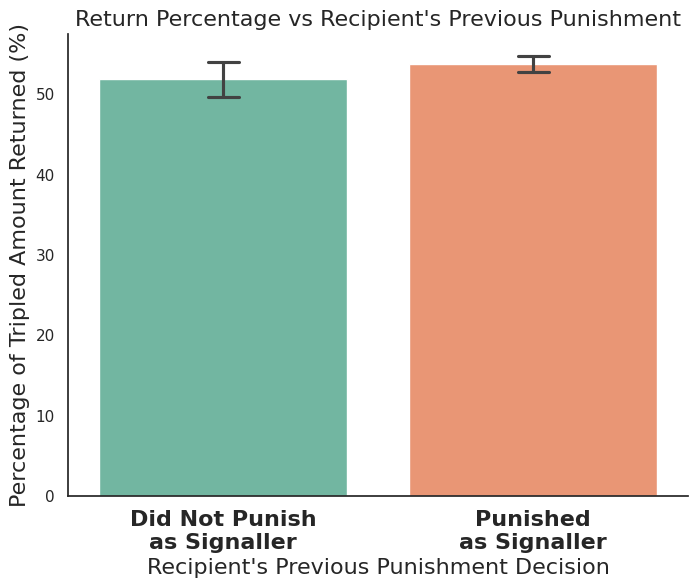 Return Percentage vs Recipient's Previous Punishment
Percentage of Tripled Amount Returned (%)
50
40
30
20
10
0
Did Not Punish
as Signaller
Punished
as Signaller
Recipient's Previous Punishment Decision